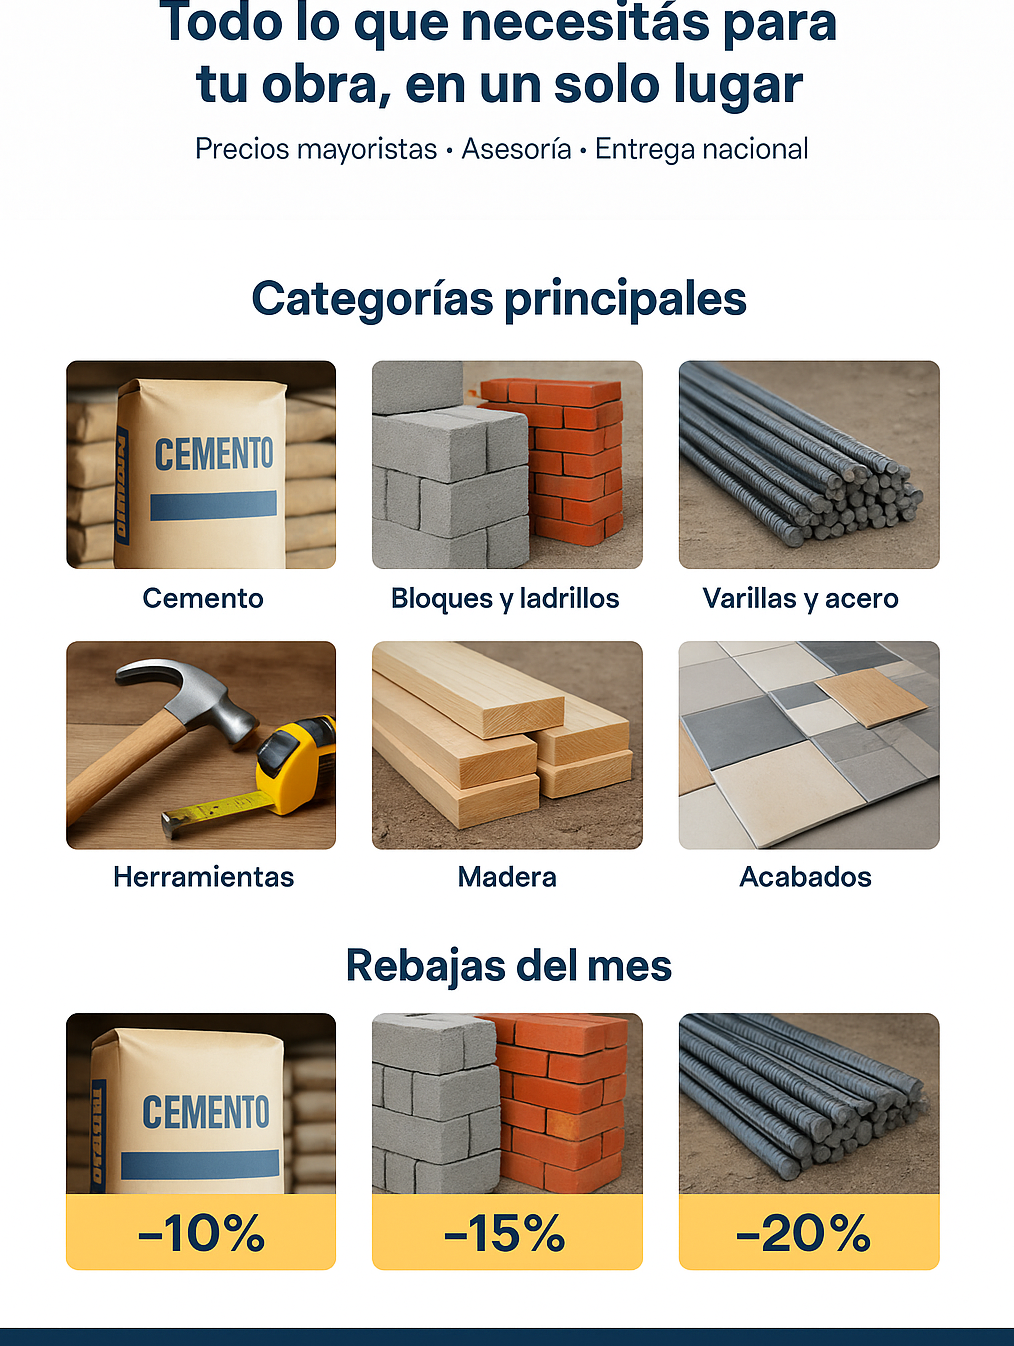 Todo lo que necesitás para
tu obra, en un solo lugar
Precios mayoristas • Asesoría • Entrega nacional
Categorías principales
CEMENTO
Cemento
Bloques y ladrillos
Varillas y acero
Herramientas
Madera
Acabados
Rebajas del mes
CEMENTO
-10%
-15%
-20%